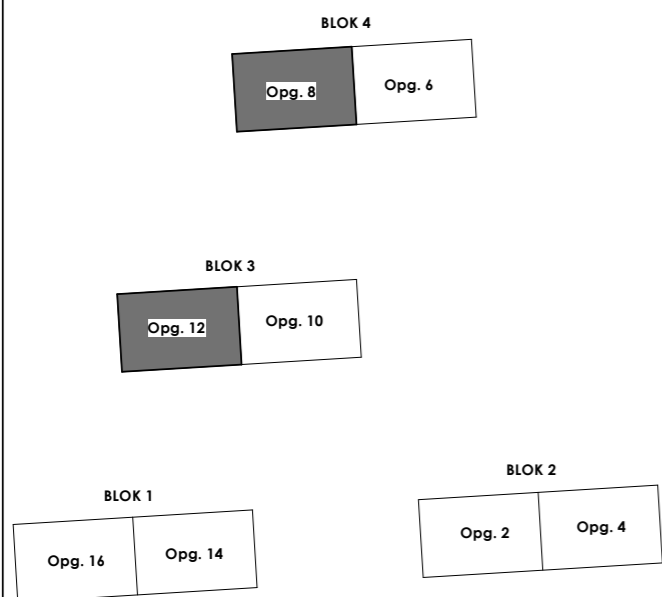 BLOK 4
Opg. 8
Opg. 6
BLOK 3
Opg. 12
Opg. 10
BLOK 1
Opg. 16
Opg. 14
BLOK 2
Opg. 2
Opg. 4